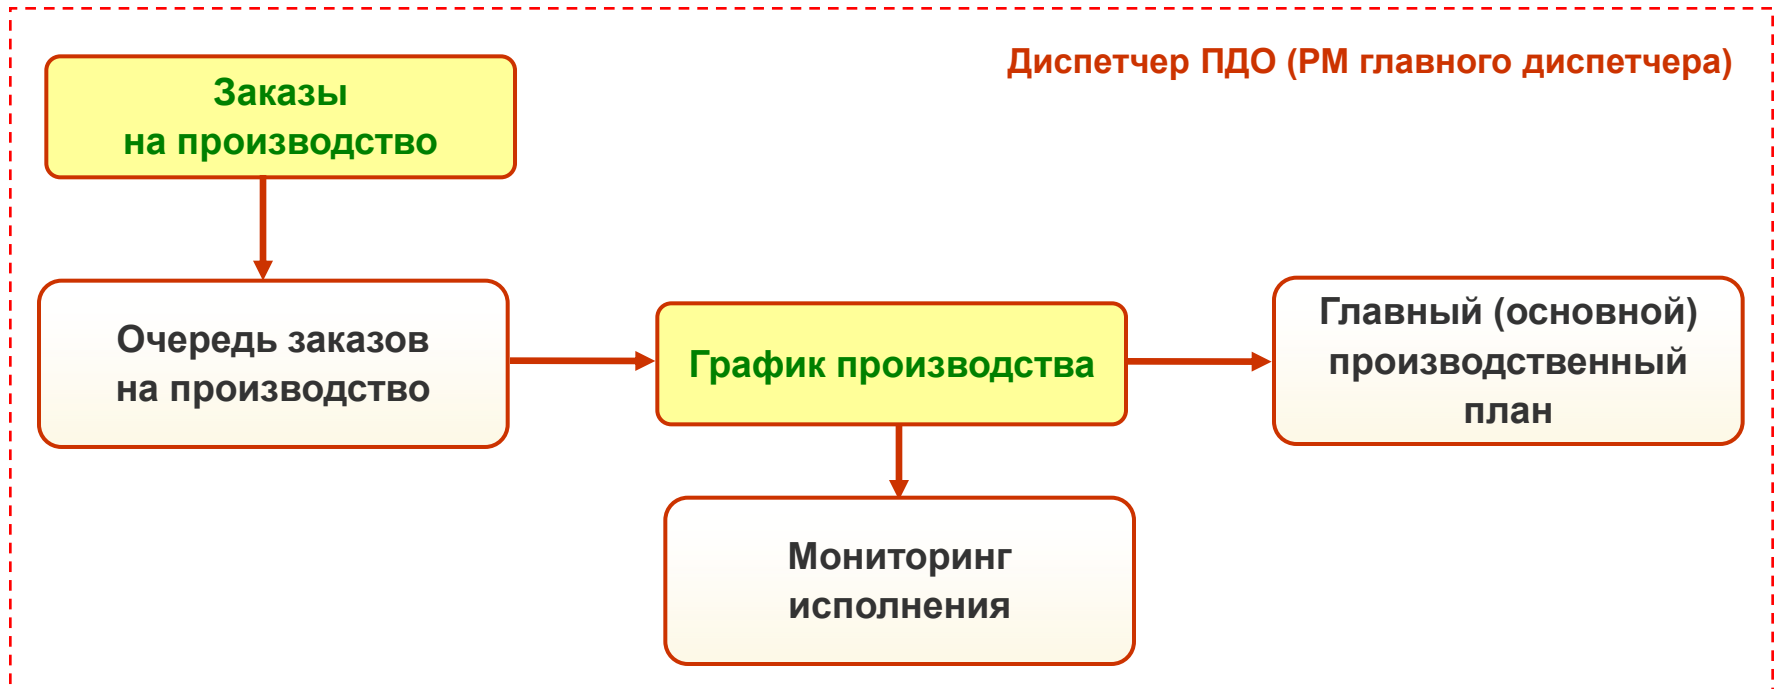 Диспетчер ПДО (РМ главного диспетчера)
Заказы
на производство
Очередь заказов
на производство
График производства
Главный (основной)
производственный
план
Мониторинг
исполнения